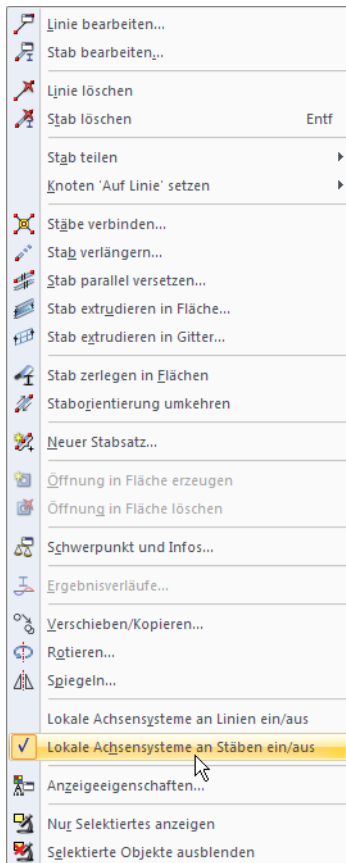 Linie bearbeiten...
Stab bearbeiten...
Linie löschen
Stab löschen Entf
Stab teilen
Knoten 'Auf Linie' setzen
Stäbe verbinden...
Stab verlängern...
Stab parallel versetzen...
Stab extrudieren in Fläche...
Stab extrudieren in Gitter...
Stab zerlegen in Flächen
Staborientierung umkehren
Neuer Stabsatz...
Öffnung in Fläche erzeugen
Öffnung in Fläche löschen
Schwerpunkt und Infos...
Ergebnisverläufe...
Verschieben/Kopieren...
Rotieren...
Spiegeln...
Lokale Achsensysteme an Linien ein/aus
Lokale Achsensysteme an Stäben ein/aus
Anzeigeeigenschaften...
Nur Selektiertes anzeigen
Selektierte Objekte ausblenden